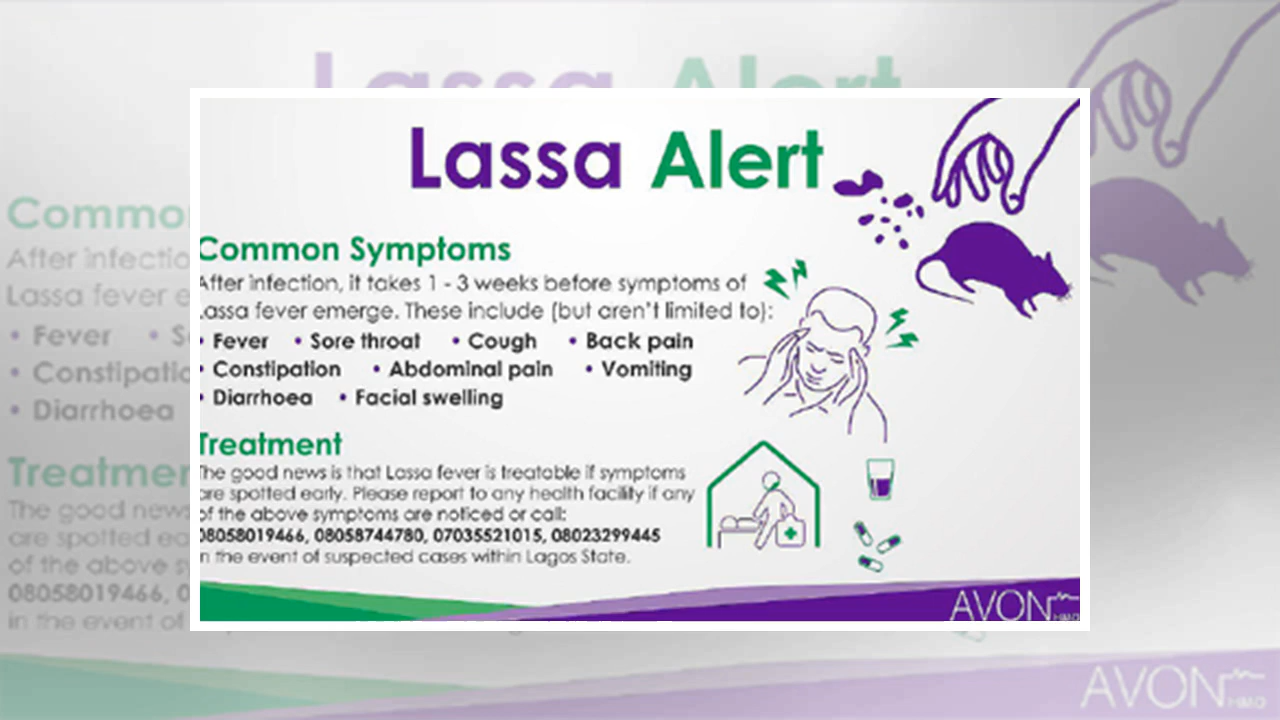 Lassa Alert
Common Symptoms
After infection, it takes 1 - 3 weeks before symptoms of
Lassa fever emerge. These include (but aren't limited to):
• Fever • Sore throat • Cough • Back pain
• Constipation • Abdominal pain • Vomiting
• Diarrhoea • Facial swelling
Treatment
The good news is that Lassa fever is treatable if symptoms
are spotted early. Please report to any health facility if any
of the above symptoms are noticed or call:
08058019466, 08058744780, 07035521015, 08023299445
in the event of suspected cases within Lagos State.
AVON HMO